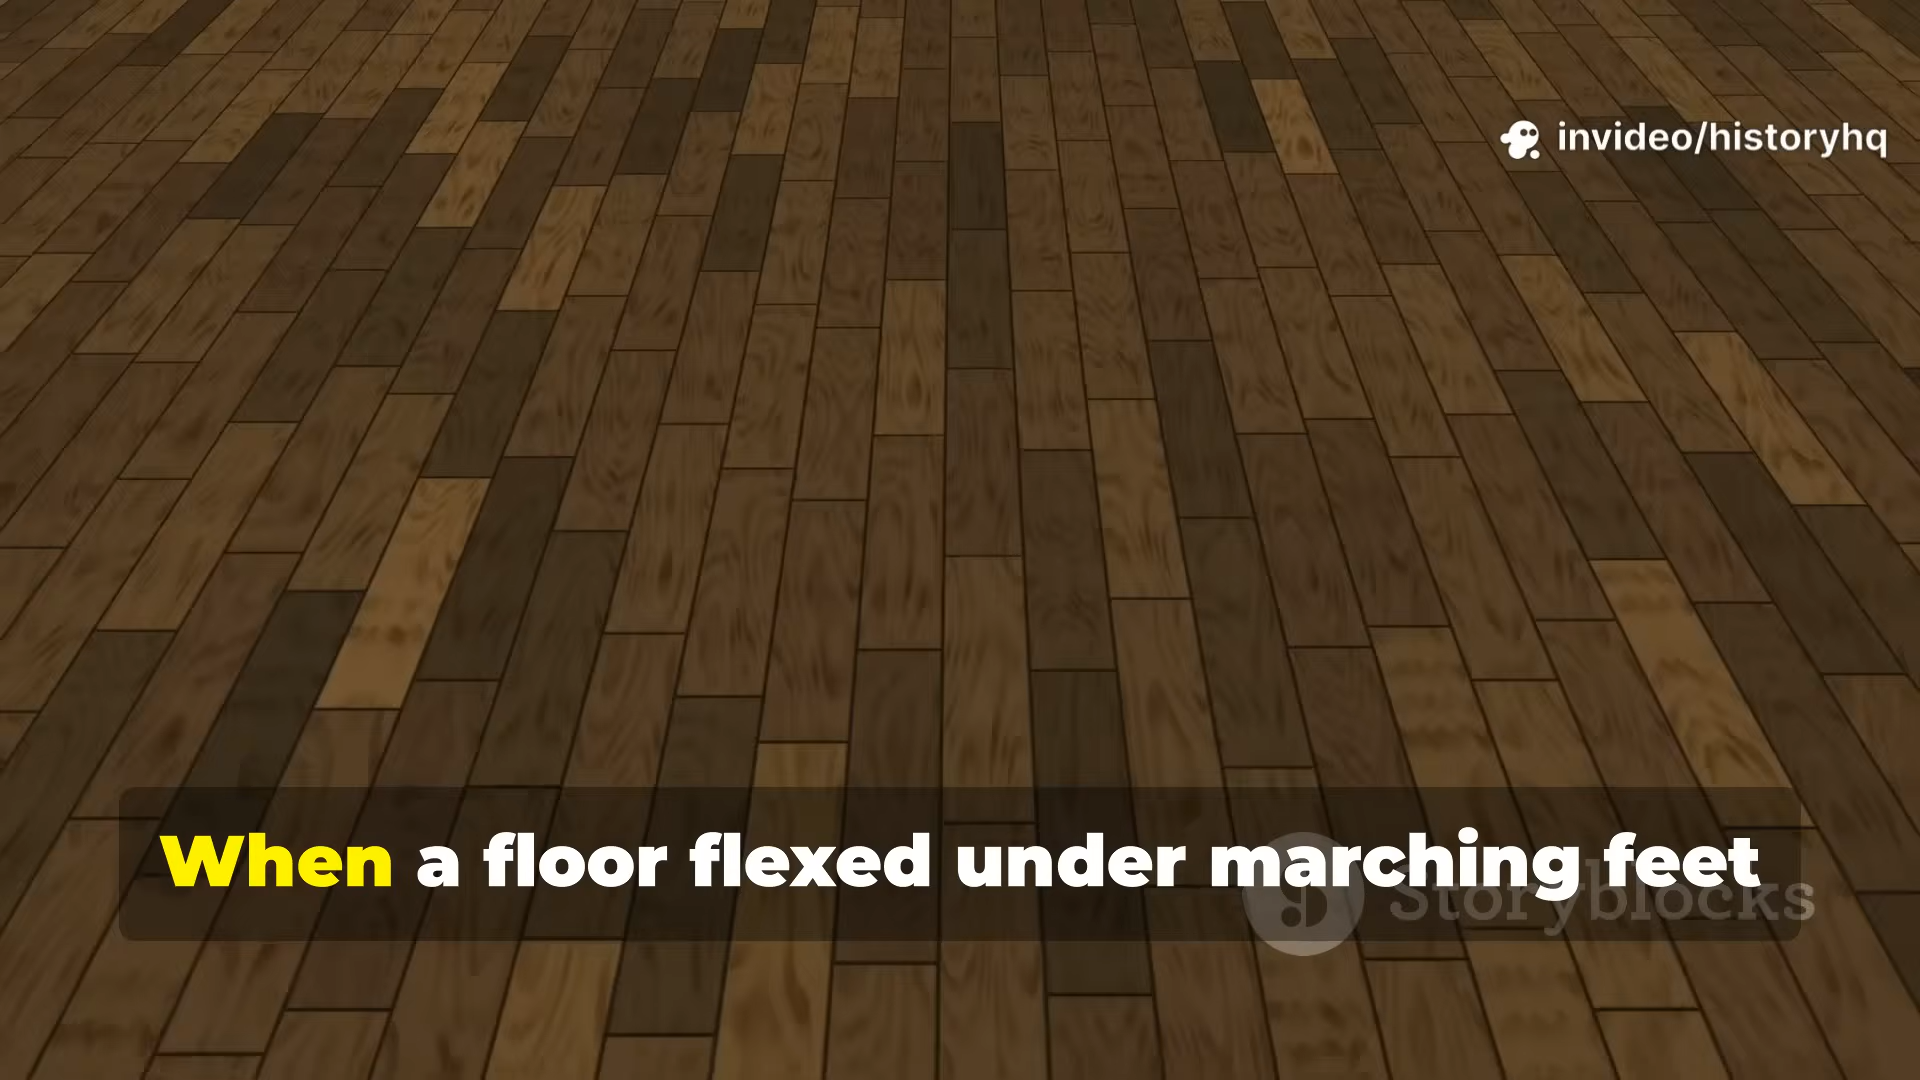 invideo/historyhq
When a floor flexed under marching feet
Storyblocks